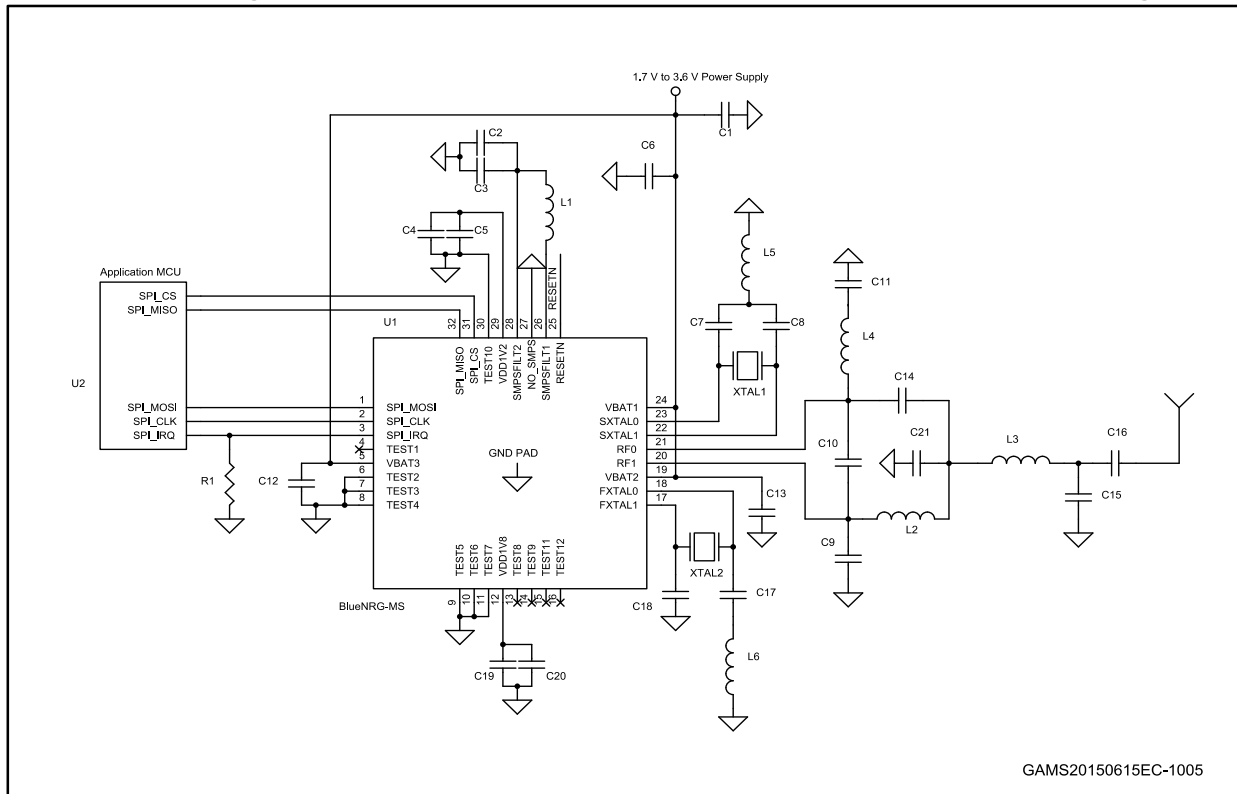 1.7 V to 3.6 V Power Supply
C1
C2
C6
C3
L1
C4
C5
L5
C11
Application MCU
RESETN
SPI_CS
SPI_MISO
U1
C7
C8
L4
32
31
30
29
28
27
26
25
SPI_MISO
SPI_CS
TEST10
VDD1V2
SMPSFILT2
NO_SMPS
SMPSFILT1
RESETN
U2
XTAL1
C14
SPI_MOSI
SPI_CLK
SPI_IRQ
1
2
3
4
5
6
7
8
SPI_MOSI
SPI_CLK
SPI_IRQ
TEST1
VBAT3
TEST2
TEST3
TEST4
GND PAD
VBAT1
SXTAL0
SXTAL1
RF0
RF1
VBAT2
FXTAL0
FXTAL1
24
23
22
21
20
19
18
17
C10
C21
L3
C16
R1
C12
C13
C15
L2
C9
XTAL2
TEST5
TEST6
TEST7
VDD1V8
TEST8
TEST9
TEST11
TEST12
9
10
11
12
13
14
15
16
BlueNRG-MS
C18
C17
C19
C20
L6
GAMS20150615EC-1005